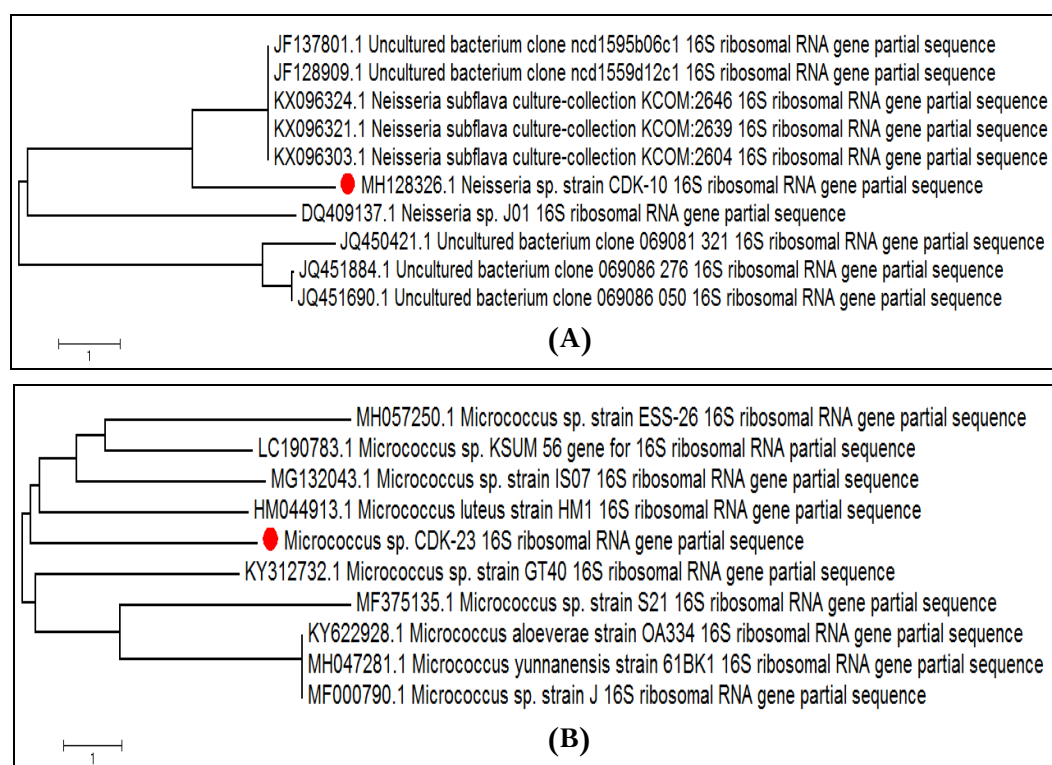 JF137801.1 Uncultured bacterium clone ncd1595b06c1 16S ribosomal RNA gene partial sequence
JF128909.1 Uncultured bacterium clone ncd1559d12c1 16S ribosomal RNA gene partial sequence
KX096324.1 Neisseria subflava culture-collection KCOM:2646 16S ribosomal RNA gene partial sequence
KX096321.1 Neisseria subflava culture-collection KCOM:2639 16S ribosomal RNA gene partial sequence
KX096303.1 Neisseria subflava culture-collection KCOM:2604 16S ribosomal RNA gene partial sequence
MH128326.1 Neisseria sp. strain CDK-10 16S ribosomal RNA gene partial sequence
DQ409137.1 Neisseria sp. J01 16S ribosomal RNA gene partial sequence
JQ450421.1 Uncultured bacterium clone 069081 321 16S ribosomal RNA gene partial sequence
JQ451884.1 Uncultured bacterium clone 069086 276 16S ribosomal RNA gene partial sequence
JQ451690.1 Uncultured bacterium clone 069086 050 16S ribosomal RNA gene partial sequence
(A)
1
MH057250.1 Micrococcus sp. strain ESS-26 16S ribosomal RNA gene partial sequence
LC190783.1 Micrococcus sp. KSUM 56 gene for 16S ribosomal RNA partial sequence
MG132043.1 Micrococcus sp. strain IS07 16S ribosomal RNA gene partial sequence
HM044913.1 Micrococcus luteus strain HM1 16S ribosomal RNA gene partial sequence
Micrococcus sp. CDK-23 16S ribosomal RNA gene partial sequence
KY312732.1 Micrococcus sp. strain GT40 16S ribosomal RNA gene partial sequence
MF375135.1 Micrococcus sp. strain S21 16S ribosomal RNA gene partial sequence
KY622928.1 Micrococcus aloeverae strain OA334 16S ribosomal RNA gene partial sequence
MH047281.1 Micrococcus yunnanensis strain 61BK1 16S ribosomal RNA gene partial sequence
MF000790.1 Micrococcus sp. strain J 16S ribosomal RNA gene partial sequence
(B)
1